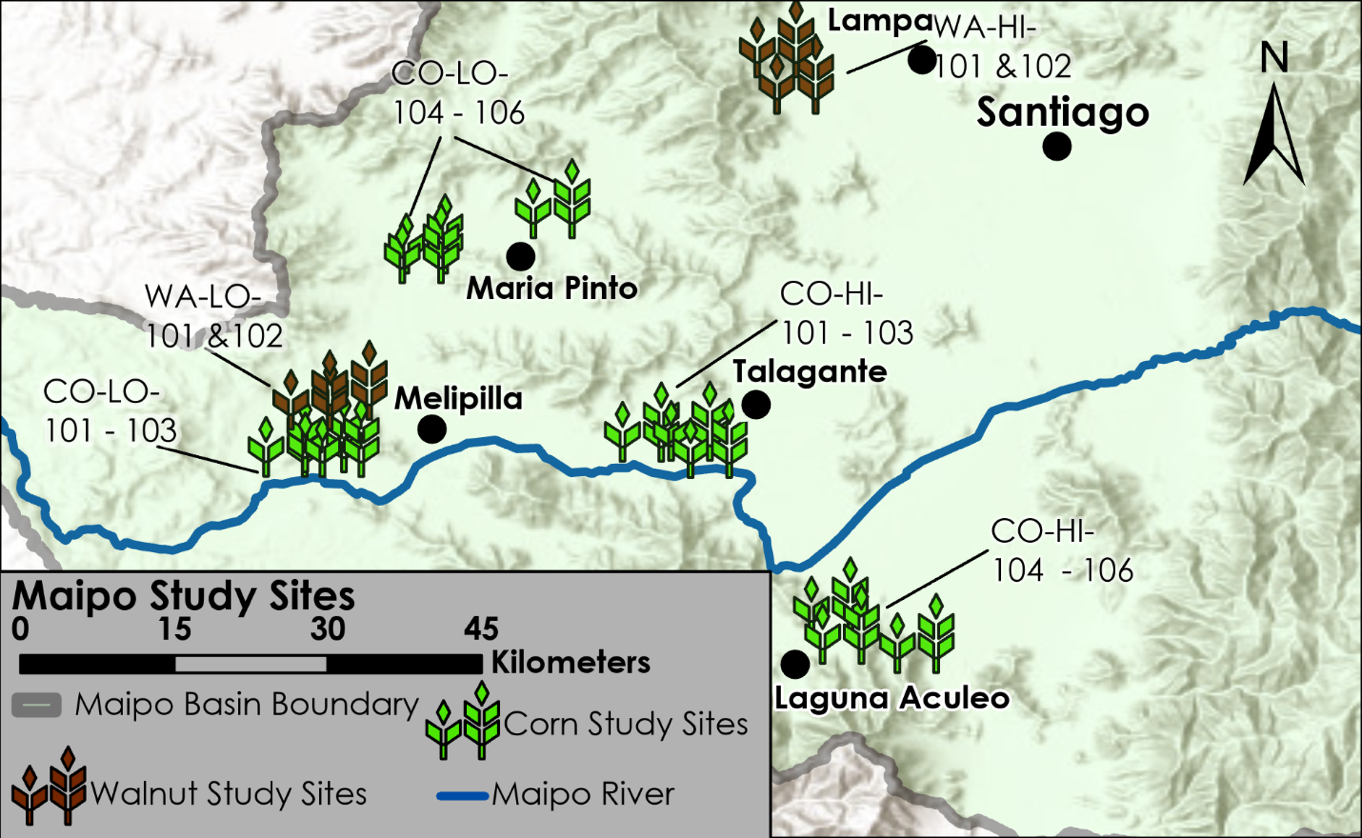 Lampa
WA-HI-
101 &102
N
CO-LO-
104 - 106
Santiago
Maria Pinto
WA-LO-
101 &102
CO-HI-
101 - 103
Talagante
CO-LO-
101 - 103
Melipilla
CO-HI-
104 - 106
Laguna Aculeo
Maipo Study Sites
0 15 30 45
Kilometers
Maipo Basin Boundary
Corn Study Sites
Walnut Study Sites
Maipo River